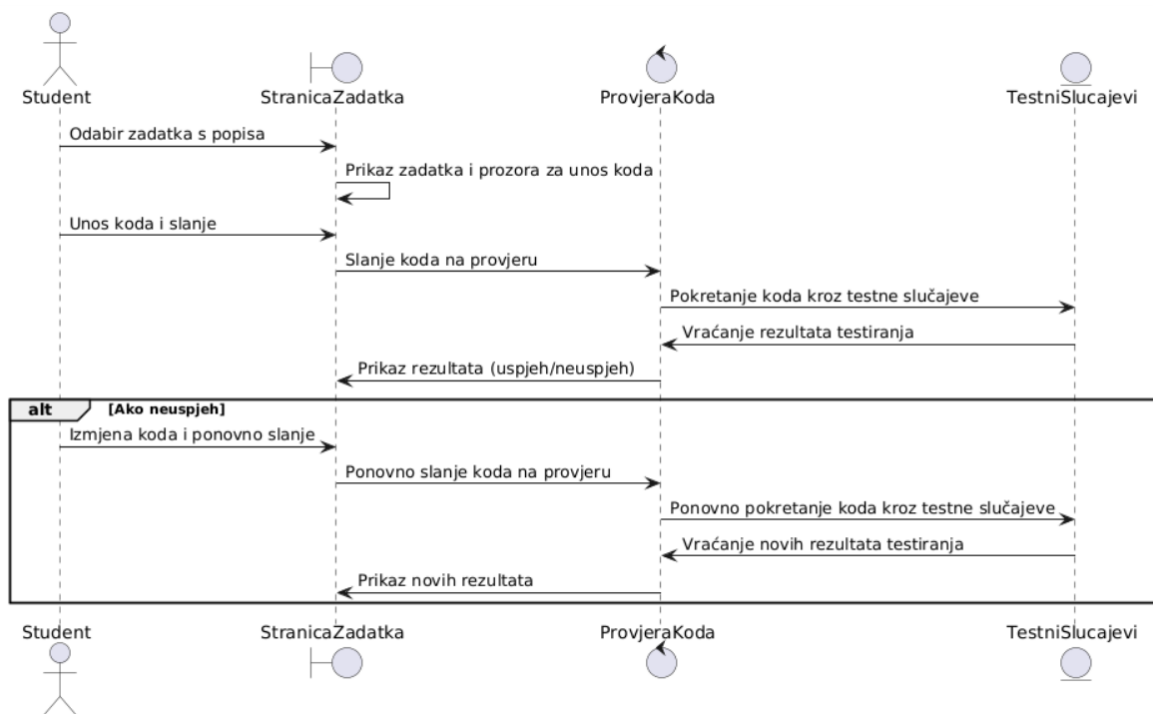 Student
StranicaZadatka
ProvjeraKoda
TestniSlucajevi
Odabir zadatka s popisa
Prikaz zadatka i prozora za unos koda
Unos koda i slanje
Slanje koda na provjeru
Pokretanje koda kroz testne slučajeve
Vraćanje rezultata testiranja
Prikaz rezultata (uspjeh/neuspjeh)
alt [Ako neuspjeh]
Izmjena koda i ponovno slanje
Ponovno slanje koda na provjeru
Ponovno pokretanje koda kroz testne slučajeve
Vraćanje novih rezultata testiranja
Prikaz novih rezultata
Student
StranicaZadatka
ProvjeraKoda
TestniSlucajevi